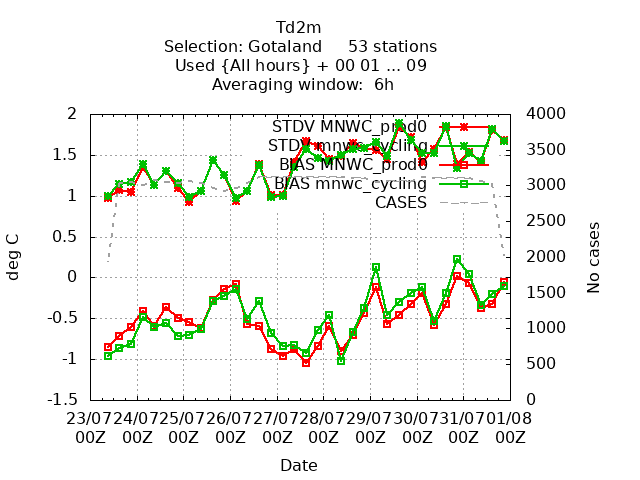 Td2m
Selection: Gotaland     53 stations
Used {All hours} + 00 01 ... 09
Averaging window:  6h
STDV MNWC_prod0
STDV mnwc_cycling
BIAS MNWC_prod0
BIAS mnwc_cycling
CASES
2
1.5
1
0.5
0
-0.5
-1
-1.5
deg C
4000
3500
3000
2500
2000
1500
1000
500
0
No cases
23/07 24/07 25/07 26/07 27/07 28/07 29/07 30/07 31/07 01/08
00Z 00Z 00Z 00Z 00Z 00Z 00Z 00Z 00Z 00Z
Date